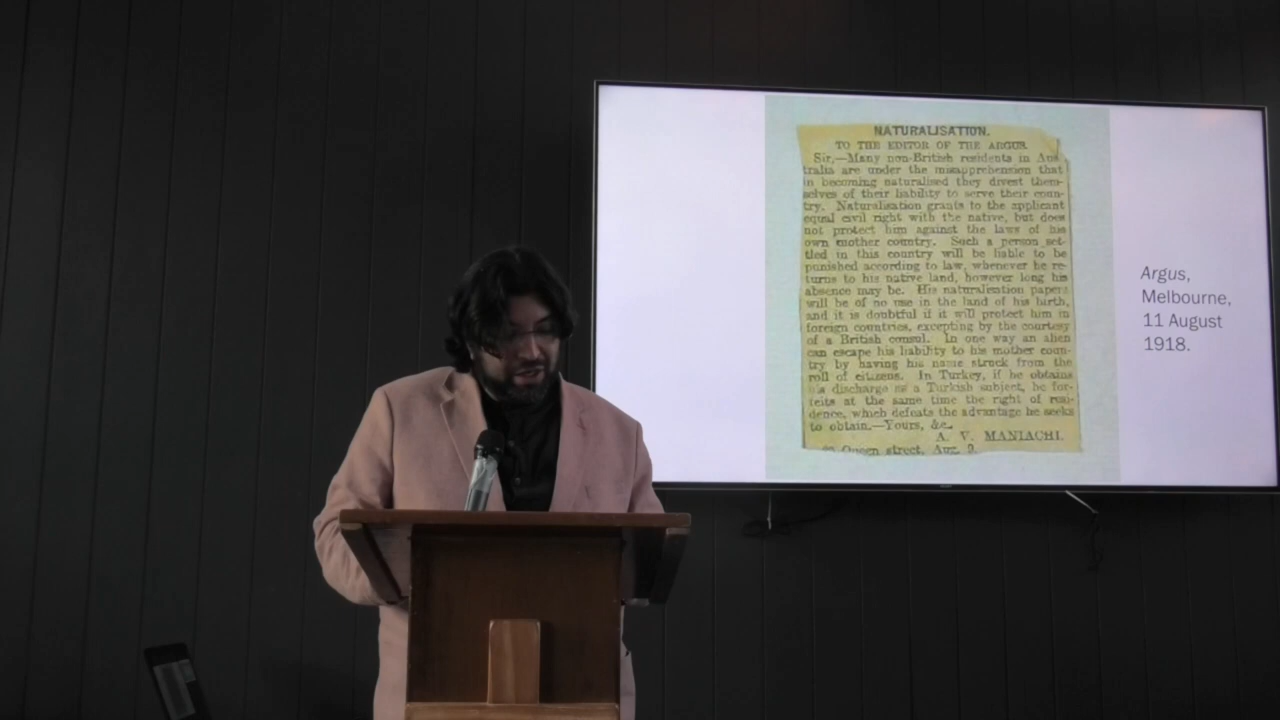 NATURALISATION.
TO THE EDITOR OF THE ARGUS.
Sir,—Many non-British residents in Aus-
tralia are under the misapprehension that
in becoming naturalised they divest them-
selves of their liability to serve their coun-
try. Naturalisation grants to the applicant
equal civil right with the native, but does
not protect him against the laws of his
own mother country. Such a person set-
tled in this country will be liable to be
punished according to law, whenever he re-
turns to his native land, however long his
absence may be. His naturalisation papers
will be of no use in the land of his birth,
and it is doubtful if it will protect him in
foreign countries, excepting by the courtesy
of a British consul. In one way an alien
can escape his liability to his mother coun-
try by having his name struck from the
roll of citizens. In Turkey, if he obtains
his discharge as a Turkish subject, he for-
feits at the same time the right of resi-
dence, which defeats the advantage he seeks
to obtain.—Yours, &c.,
A. V. MANIACHI.
Queen street, Aug. 9.
Argus,
Melbourne,
11 August
1918.